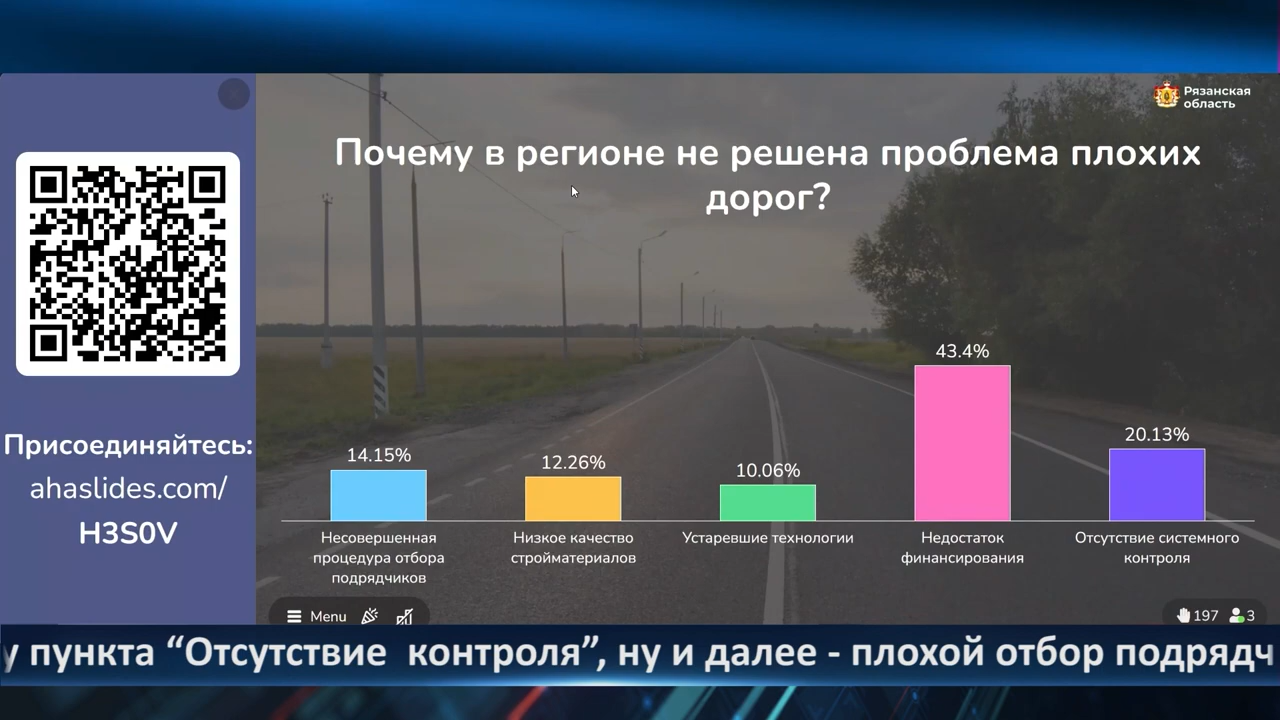 Рязанская
область
Почему в регионе не решена проблема плохих
дорог?
Присоединяйтесь:
ahaslides.com/
H3S0V
14.15%
12.26%
10.06%
43.4%
20.13%
Несовершенная
процедура отбора
подрядчиков
Низкое качество
стройматериалов
Устаревшие технологии
Недостаток
финансирования
Отсутствие системного
контроля
Menu
197
3
у пункта “Отсутствие контроля”, ну и далее - плохой отбор подрядч